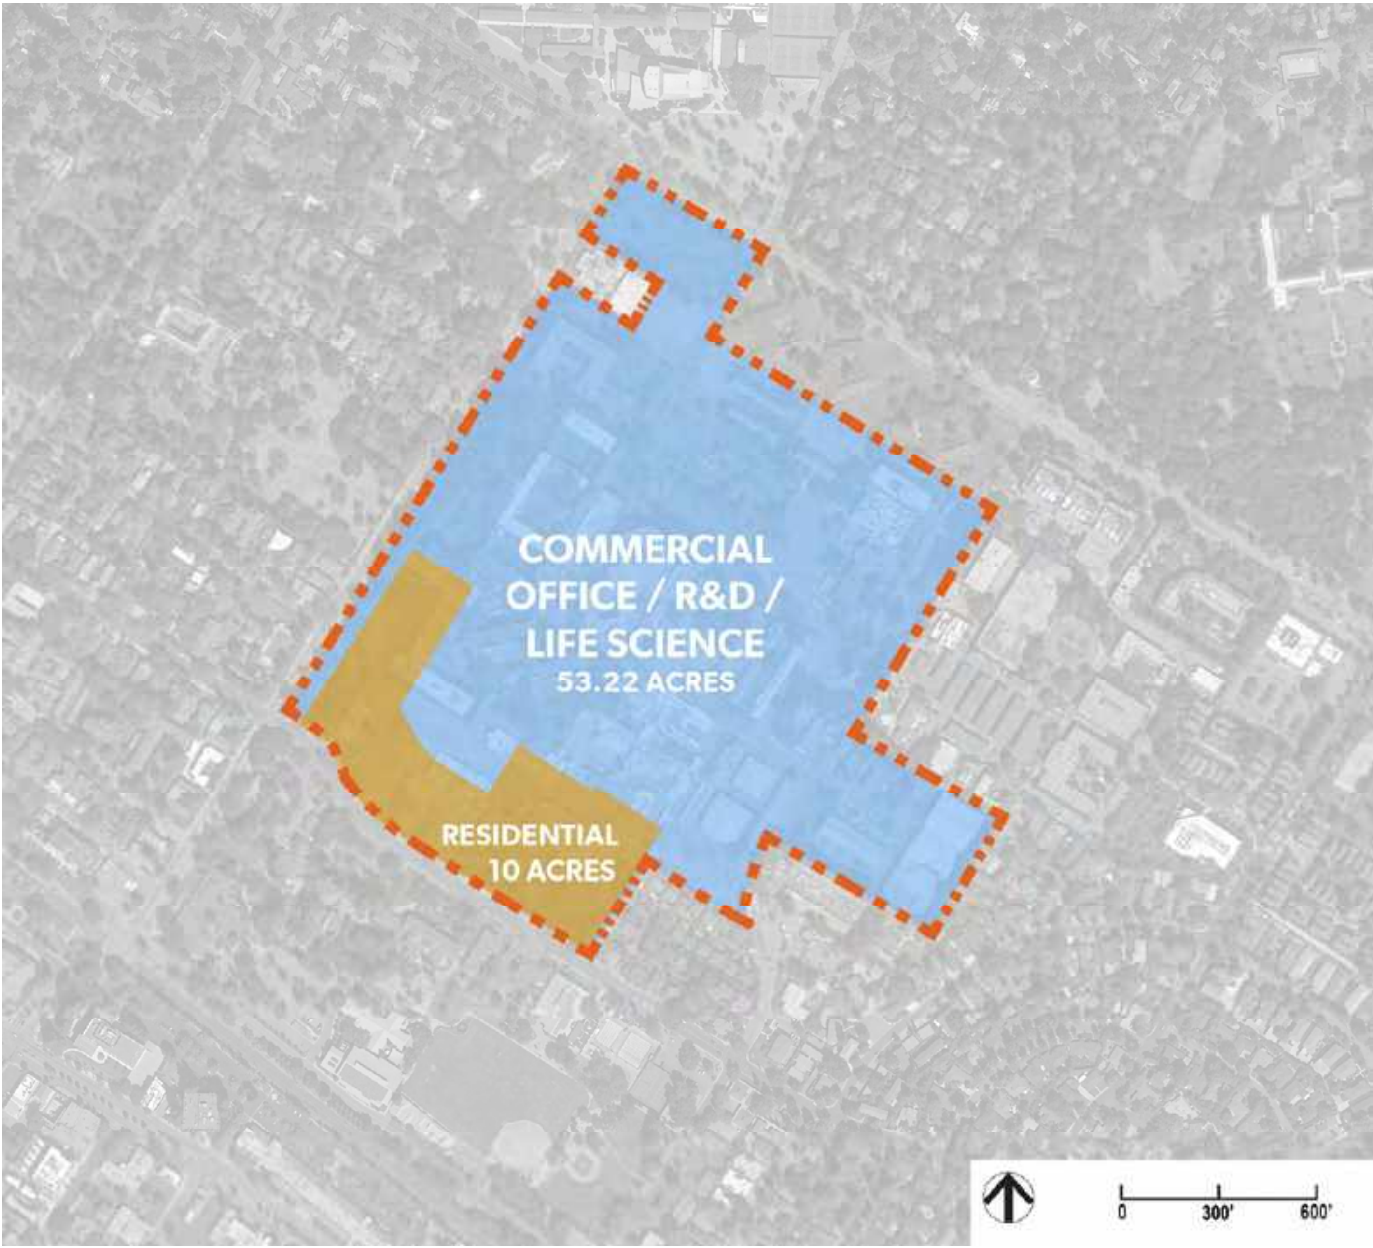 COMMERCIAL
OFFICE / R&D /
LIFE SCIENCE
53.22 ACRES
RESIDENTIAL
10 ACRES
0 300' 600'